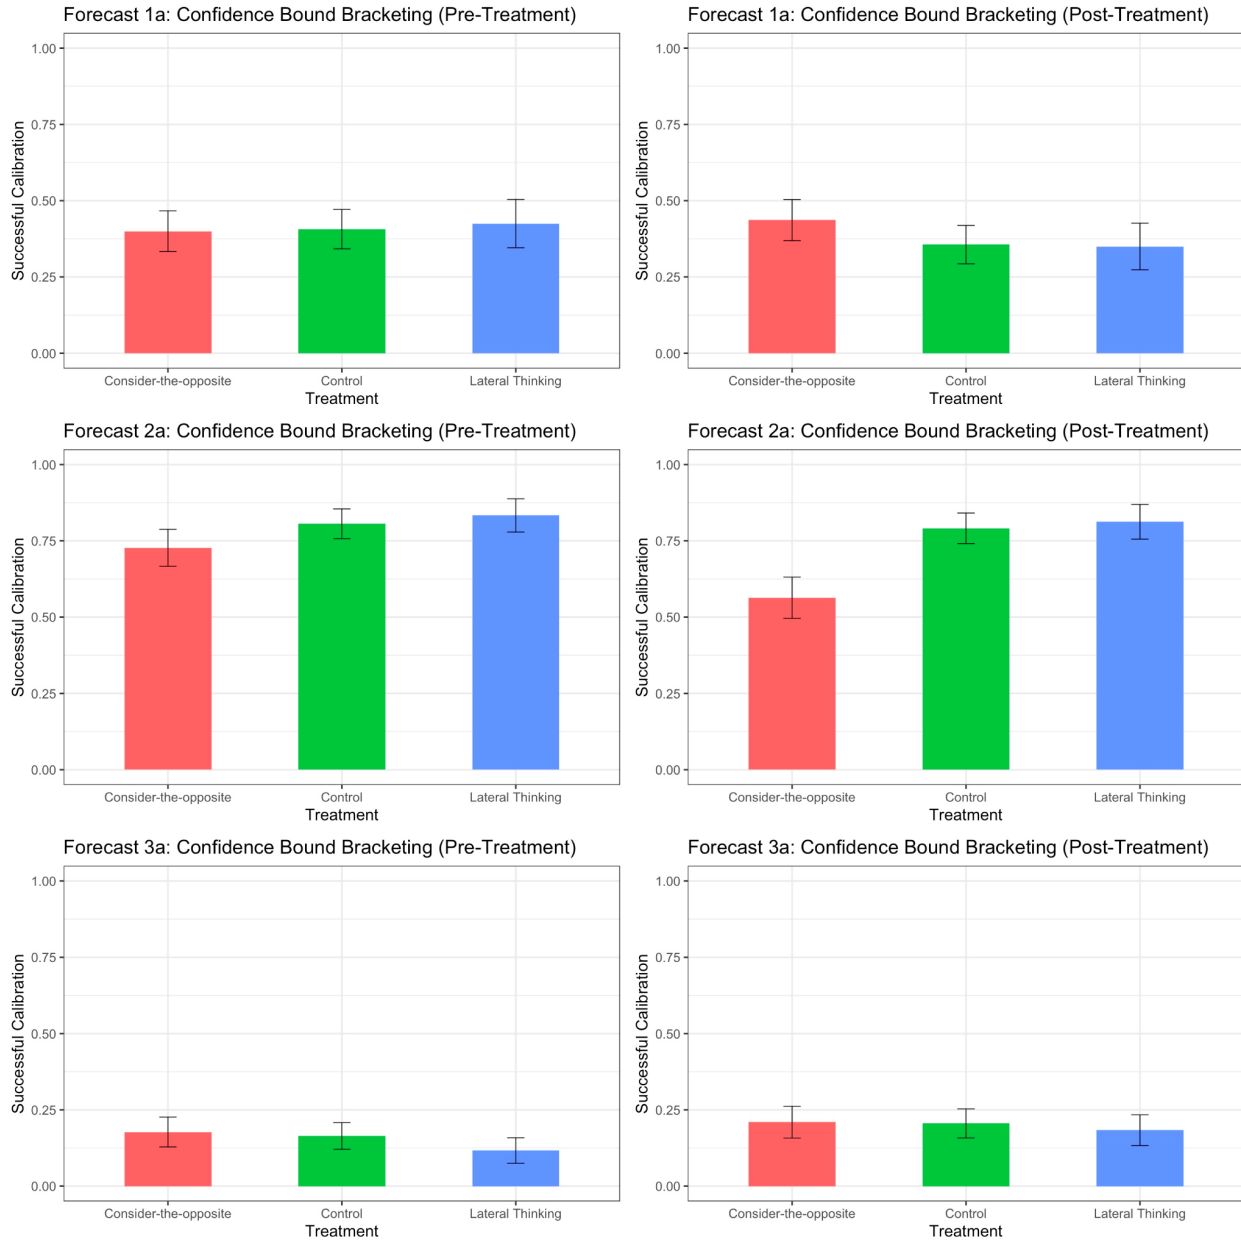 Forecast 1a: Confidence Bound Bracketing (Pre-Treatment)
1.00
0.75
0.50
0.25
0.00
Successful Calibration
Consider-the-opposite Control Lateral Thinking
Treatment
Forecast 1a: Confidence Bound Bracketing (Post-Treatment)
1.00
0.75
0.50
0.25
0.00
Successful Calibration
Consider-the-opposite Control Lateral Thinking
Treatment
Forecast 2a: Confidence Bound Bracketing (Pre-Treatment)
1.00
0.75
0.50
0.25
0.00
Successful Calibration
Consider-the-opposite Control Lateral Thinking
Treatment
Forecast 2a: Confidence Bound Bracketing (Post-Treatment)
1.00
0.75
0.50
0.25
0.00
Successful Calibration
Consider-the-opposite Control Lateral Thinking
Treatment
Forecast 3a: Confidence Bound Bracketing (Pre-Treatment)
1.00
0.75
0.50
0.25
0.00
Successful Calibration
Consider-the-opposite Control Lateral Thinking
Treatment
Forecast 3a: Confidence Bound Bracketing (Post-Treatment)
1.00
0.75
0.50
0.25
0.00
Successful Calibration
Consider-the-opposite Control Lateral Thinking
Treatment